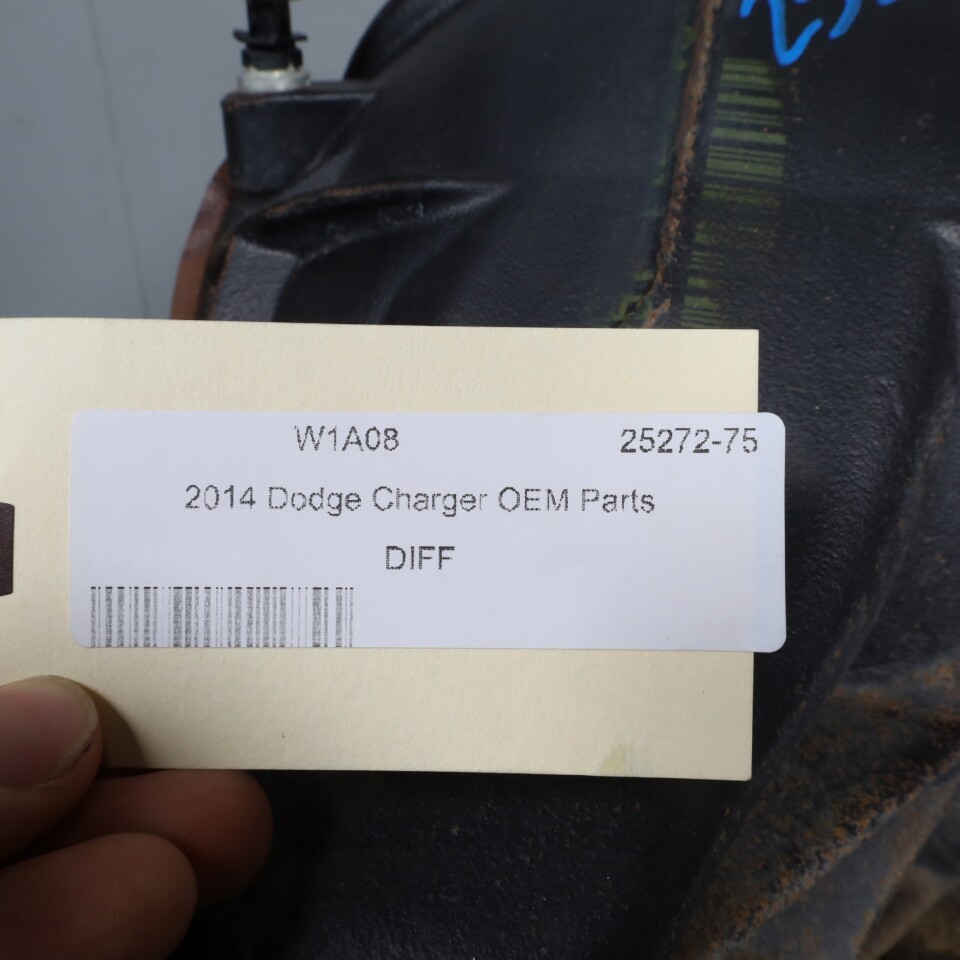 W1A08 25272-75
2014 Dodge Charger OEM Parts
DIFF